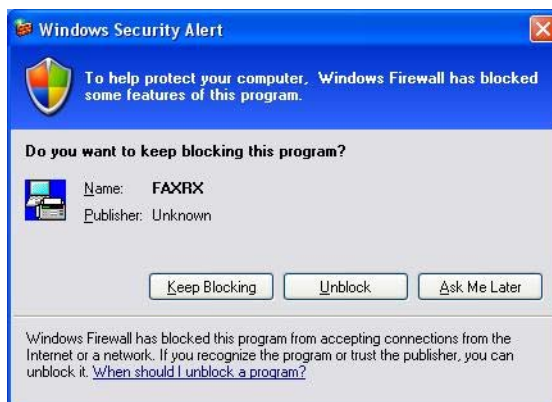 Windows Security Alert
To help protect your computer, Windows Firewall has blocked
some features of this program.
Do you want to keep blocking this program?
Name: FAXRX
Publisher: Unknown
Keep Blocking Unblock Ask Me Later
Windows Firewall has blocked this program from accepting connections from the
Internet or a network. If you recognize the program or trust the publisher, you can
unblock it. When should I unblock a program?